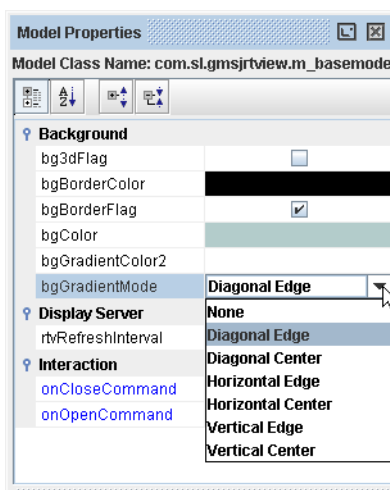 Model Properties
Model Class Name: com.sl.gmsjrtview.m_basemode
Background
bg3dFlag
bgBorderColor
bgBorderFlag
bgColor
bgGradientColor2
bgGradientMode Diagonal Edge
Display Server None
rtvRefreshInterval Diagonal Edge
Interaction Diagonal Center
onCloseCommand Horizontal Edge
onOpenCommand Horizontal Center
Vertical Edge
Vertical Center